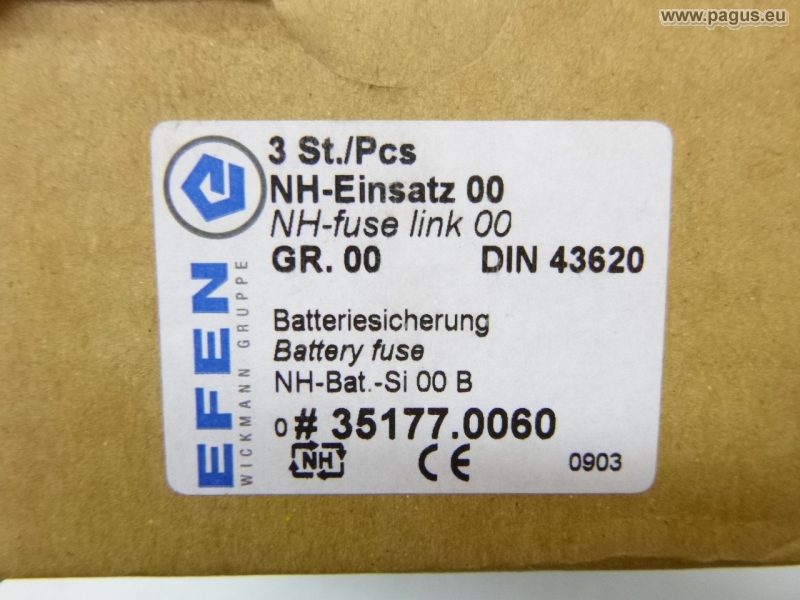 www.pagus.eu
3 St./Pcs
NH-Einsatz 00
NH-fuse link 00
GR. 00 DIN 43620
Batteriesicherung
Battery fuse
NH-Bat.-Si 00 B
0 # 35177.0060
NH CE 0903
EFEN
WICKMANN GRUPPE